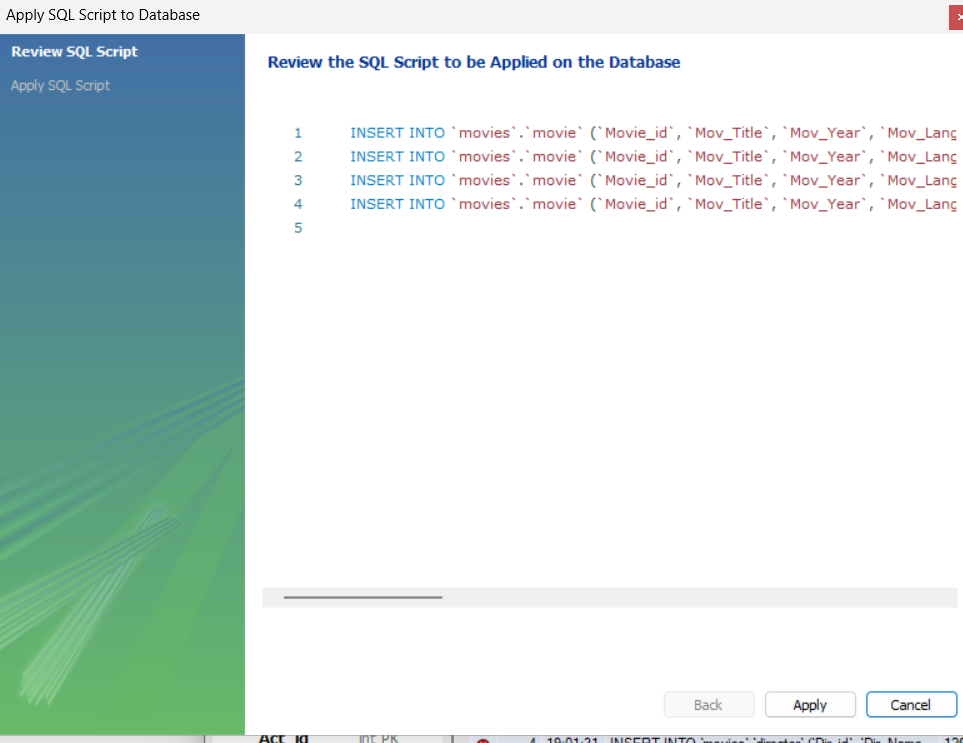 Apply SQL Script to Database
Review SQL Script
Apply SQL Script
Review the SQL Script to be Applied on the Database
1 INSERT INTO `movies`.`movie` (`Movie_id`, `Mov_Title`, `Mov_Year`, `Mov_Lang
2 INSERT INTO `movies`.`movie` (`Movie_id`, `Mov_Title`, `Mov_Year`, `Mov_Lang
3 INSERT INTO `movies`.`movie` (`Movie_id`, `Mov_Title`, `Mov_Year`, `Mov_Lang
4 INSERT INTO `movies`.`movie` (`Movie_id`, `Mov_Title`, `Mov_Year`, `Mov_Lang
5
Back Apply Cancel
Act_id int PK 4 19:01:31 INSERT INTO `movies`.`director` (`Dir_id`, `Dir_Name